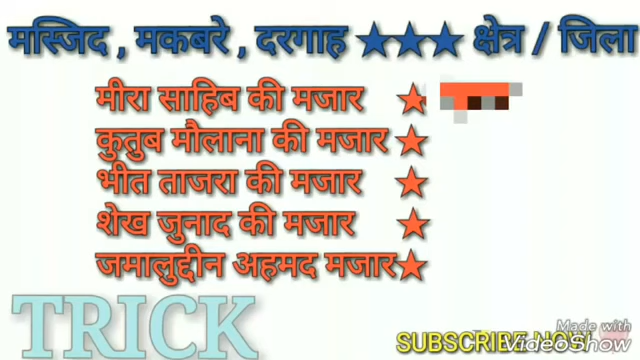 मस्जिद , मकबरे , दरगाह ★★★ क्षेत्र / जिला
मीरा साहिब की मजार ★
कुतुब मौलाना की मजार ★
भीत ताजरा की मजार ★
शेख जुनाद की मजार ★
जमालुद्दीन अहमद मजार★
TRICK
SUBSCRIBE NOW
Made with
VideoShow